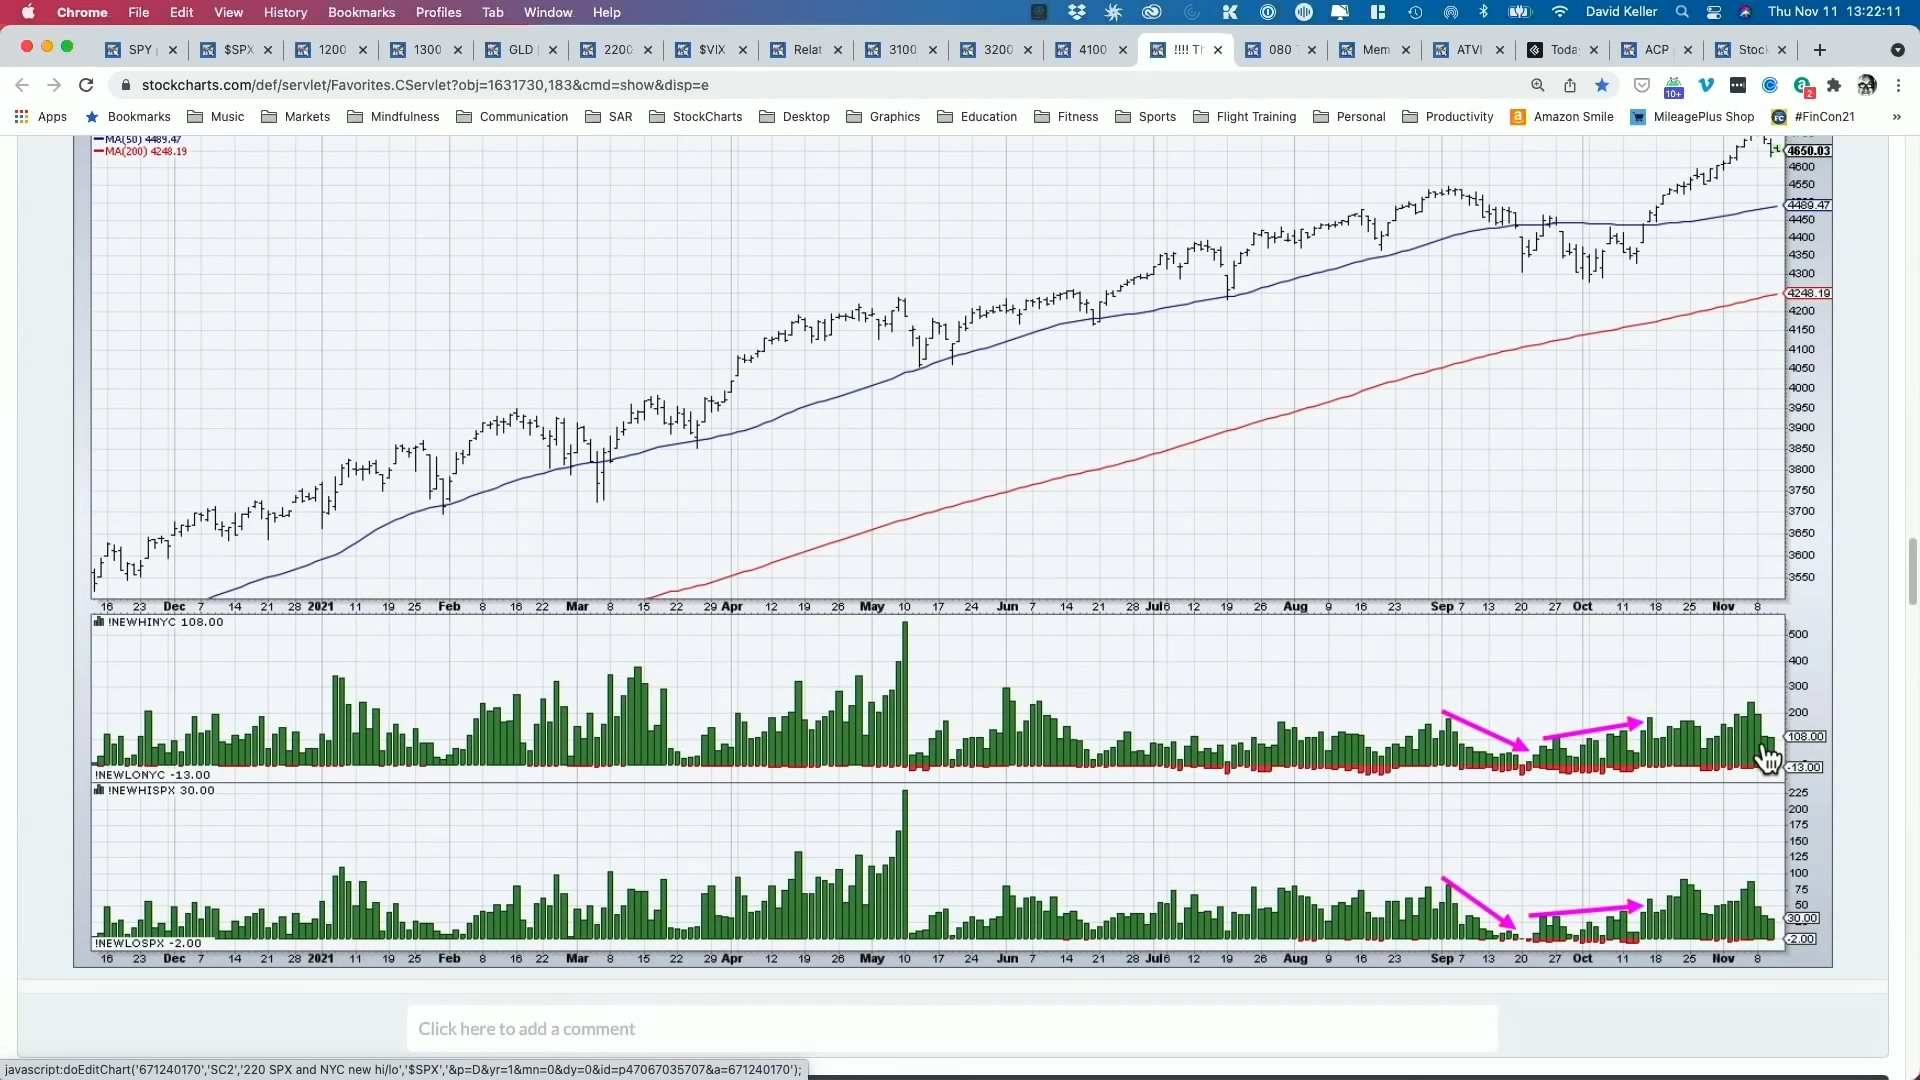 Chrome File Edit View History Bookmarks Profiles Tab Window Help David Keller Thu Nov 11 13:22:11
SPY $SPX 1200 1300 GLD 2200 $VIX Relat 3100 3200 4100 !!!! Th 080 Mem ATVI Toda ACP Stoc
stockcharts.com/def/servlet/Favorites.CServlet?obj=1631730,183&cmd=show&disp=e 10+ 2
Apps Bookmarks Music Markets Mindfulness Communication SAR StockCharts Desktop Graphics Education Fitness Sports Flight Training Personal Productivity Amazon Smile MileagePlus Shop #FinCon21 »
MA(50) 4489.47
MA(200) 4248.19
4650.03
4600
4550
4489.47
4450
4400
4350
4300
4248.19
4200
4150
4100
4050
4000
3950
3900
3850
3800
3750
3700
3650
3600
3550
16 23 Dec 7 14 21 28 2021 11 19 25 Feb 8 16 22 Mar 8 15 22 29 Apr 12 19 26 May 10 17 24 Jun 7 14 21 28 Jul 6 12 19 26 Aug 9 16 23 Sep 7 13 20 27 Oct 11 18 25 Nov 8
!NEWHINYC 108.00
500
400
300
200
108.00
-13.00
!NEWLONYC -13.00
!NEWHISPX 30.00
225
200
175
150
125
100
75
50
30.00
-2.00
!NEWLOSPX -2.00
16 23 Dec 7 14 21 28 2021 11 19 25 Feb 8 16 22 Mar 8 15 22 29 Apr 12 19 26 May 10 17 24 Jun 7 14 21 28 Jul 6 12 19 26 Aug 9 16 23 Sep 7 13 20 27 Oct 11 18 25 Nov 8
Click here to add a comment
javascript:doEditChart('671240170','SC2','220 SPX and NYC new hi/lo','$SPX','&p=D&yr=1&mn=0&dy=0&id=p47067035707&a=671240170');